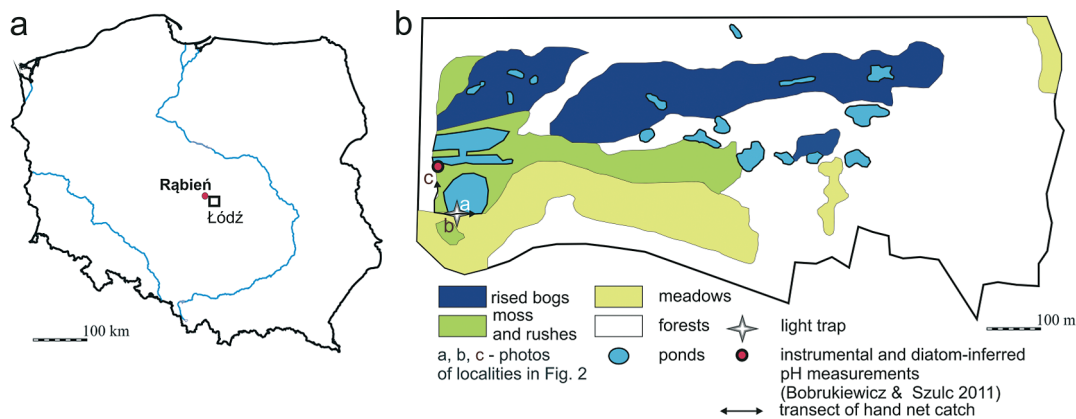 a
Rąbień
Łódź
100 km
b
c
a
b
rised bogs
meadows
moss
and rushes
forests
light trap
100 m
a, b, c - photos
of localities in Fig. 2
ponds
instrumental and diatom-inferred
pH measurements
(Bobrukiewicz & Szulc 2011)
transect of hand net catch